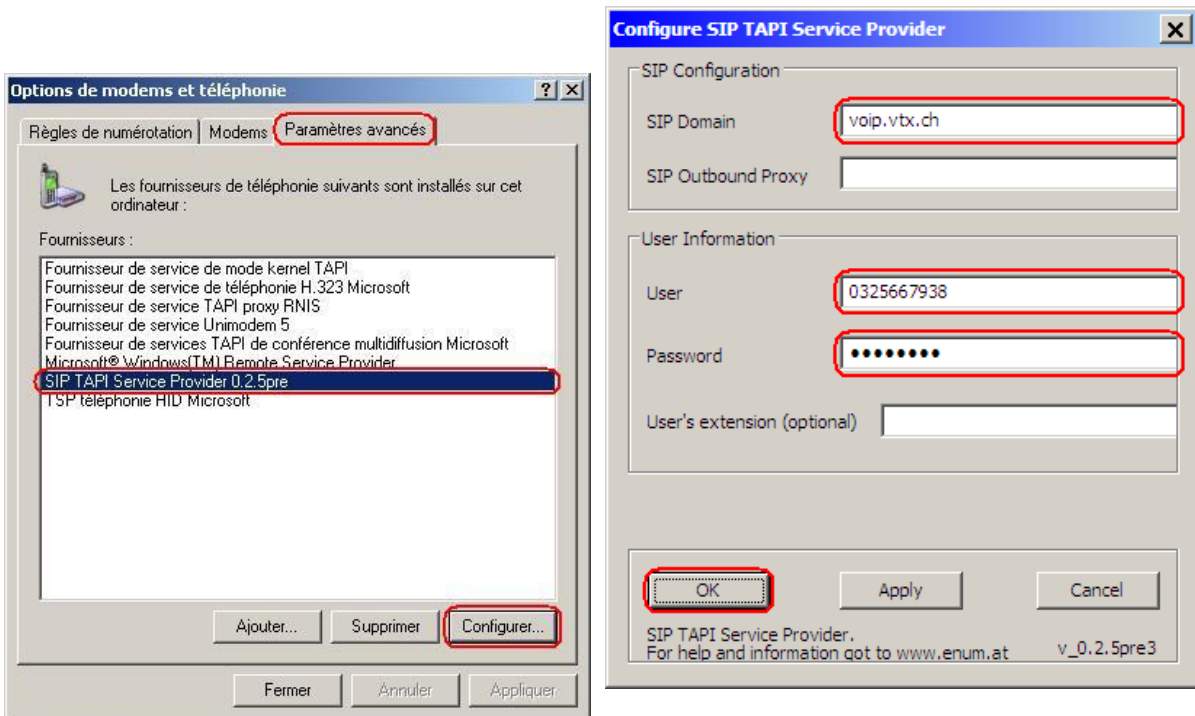 Options de modems et téléphonie
Règles de numérotation
Modems
Paramètres avancés
Les fournisseurs de téléphonie suivants sont installés sur cet
ordinateur :
Fournisseurs :
Fournisseur de service de mode kernel TAPI
Fournisseur de service de téléphonie H.323 Microsoft
Fournisseur de service TAPI proxy RNIS
Fournisseur de service Unimodem 5
Fournisseur de services TAPI de conférence multidiffusion Microsoft
Microsoft® Windows(TM) Remote Service Provider
SIP TAPI Service Provider 0.2.5pre
TSP téléphonie HID Microsoft
Ajouter...
Supprimer
Configurer...
Fermer
Annuler
Appliquer
Configure SIP TAPI Service Provider
SIP Configuration
SIP Domain
voip.vtx.ch
SIP Outbound Proxy
User Information
User
0325667938
Password
●●●●●●●●
User's extension (optional)
OK
Apply
Cancel
SIP TAPI Service Provider.
For help and information got to www.enum.at
v_0.2.5pre3